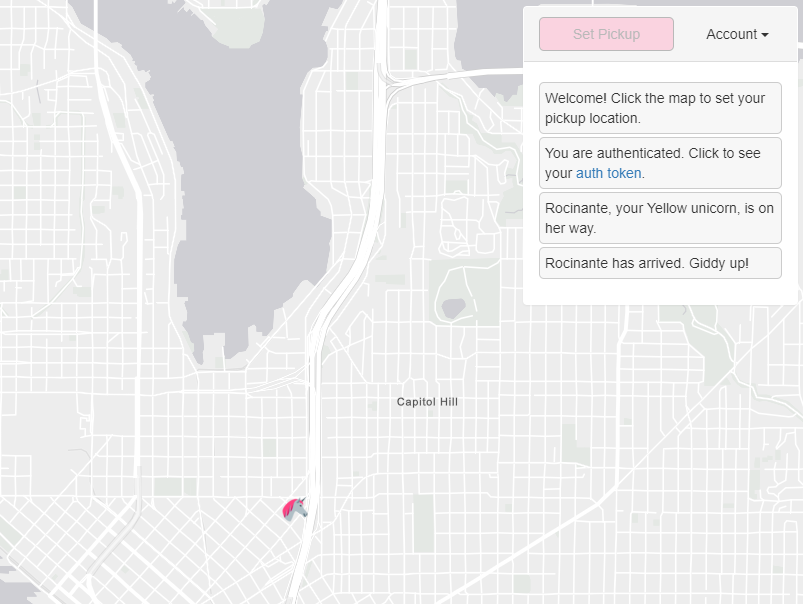 Set Pickup
Account
Welcome! Click the map to set your
pickup location.
You are authenticated. Click to see
your auth token.
Rocinante, your Yellow unicorn, is on
her way.
Rocinante has arrived. Giddy up!
Capitol Hill